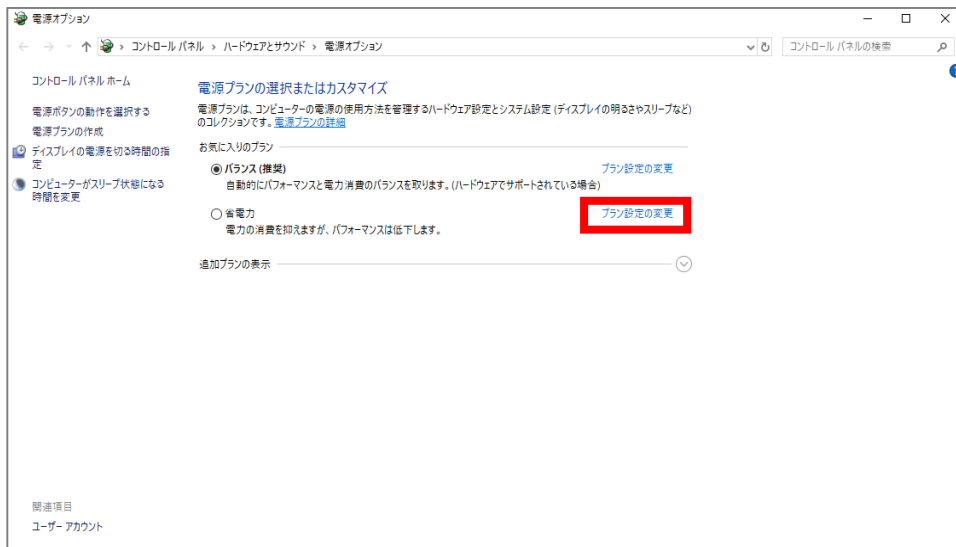 電源オプション
コントロール パネル › ハードウェアとサウンド › 電源オプション
コントロール パネルの検索
コントロール パネル ホーム
電源ボタンの動作を選択する
電源プランの作成
ディスプレイの電源を切る時間の指
定
コンピューターがスリープ状態になる
時間を変更
電源プランの選択またはカスタマイズ
電源プランは、コンピューターの電源の使用方法を管理するハードウェア設定とシステム設定 (ディスプレイの明るさやスリープなど)
のコレクションです。電源プランの詳細
お気に入りのプラン
バランス (推奨) プラン設定の変更
自動的にパフォーマンスと電力消費のバランスを取ります。(ハードウェアでサポートされている場合)
省電力 プラン設定の変更
電力の消費を抑えますが、パフォーマンスは低下します。
追加プランの表示
関連項目
ユーザー アカウント